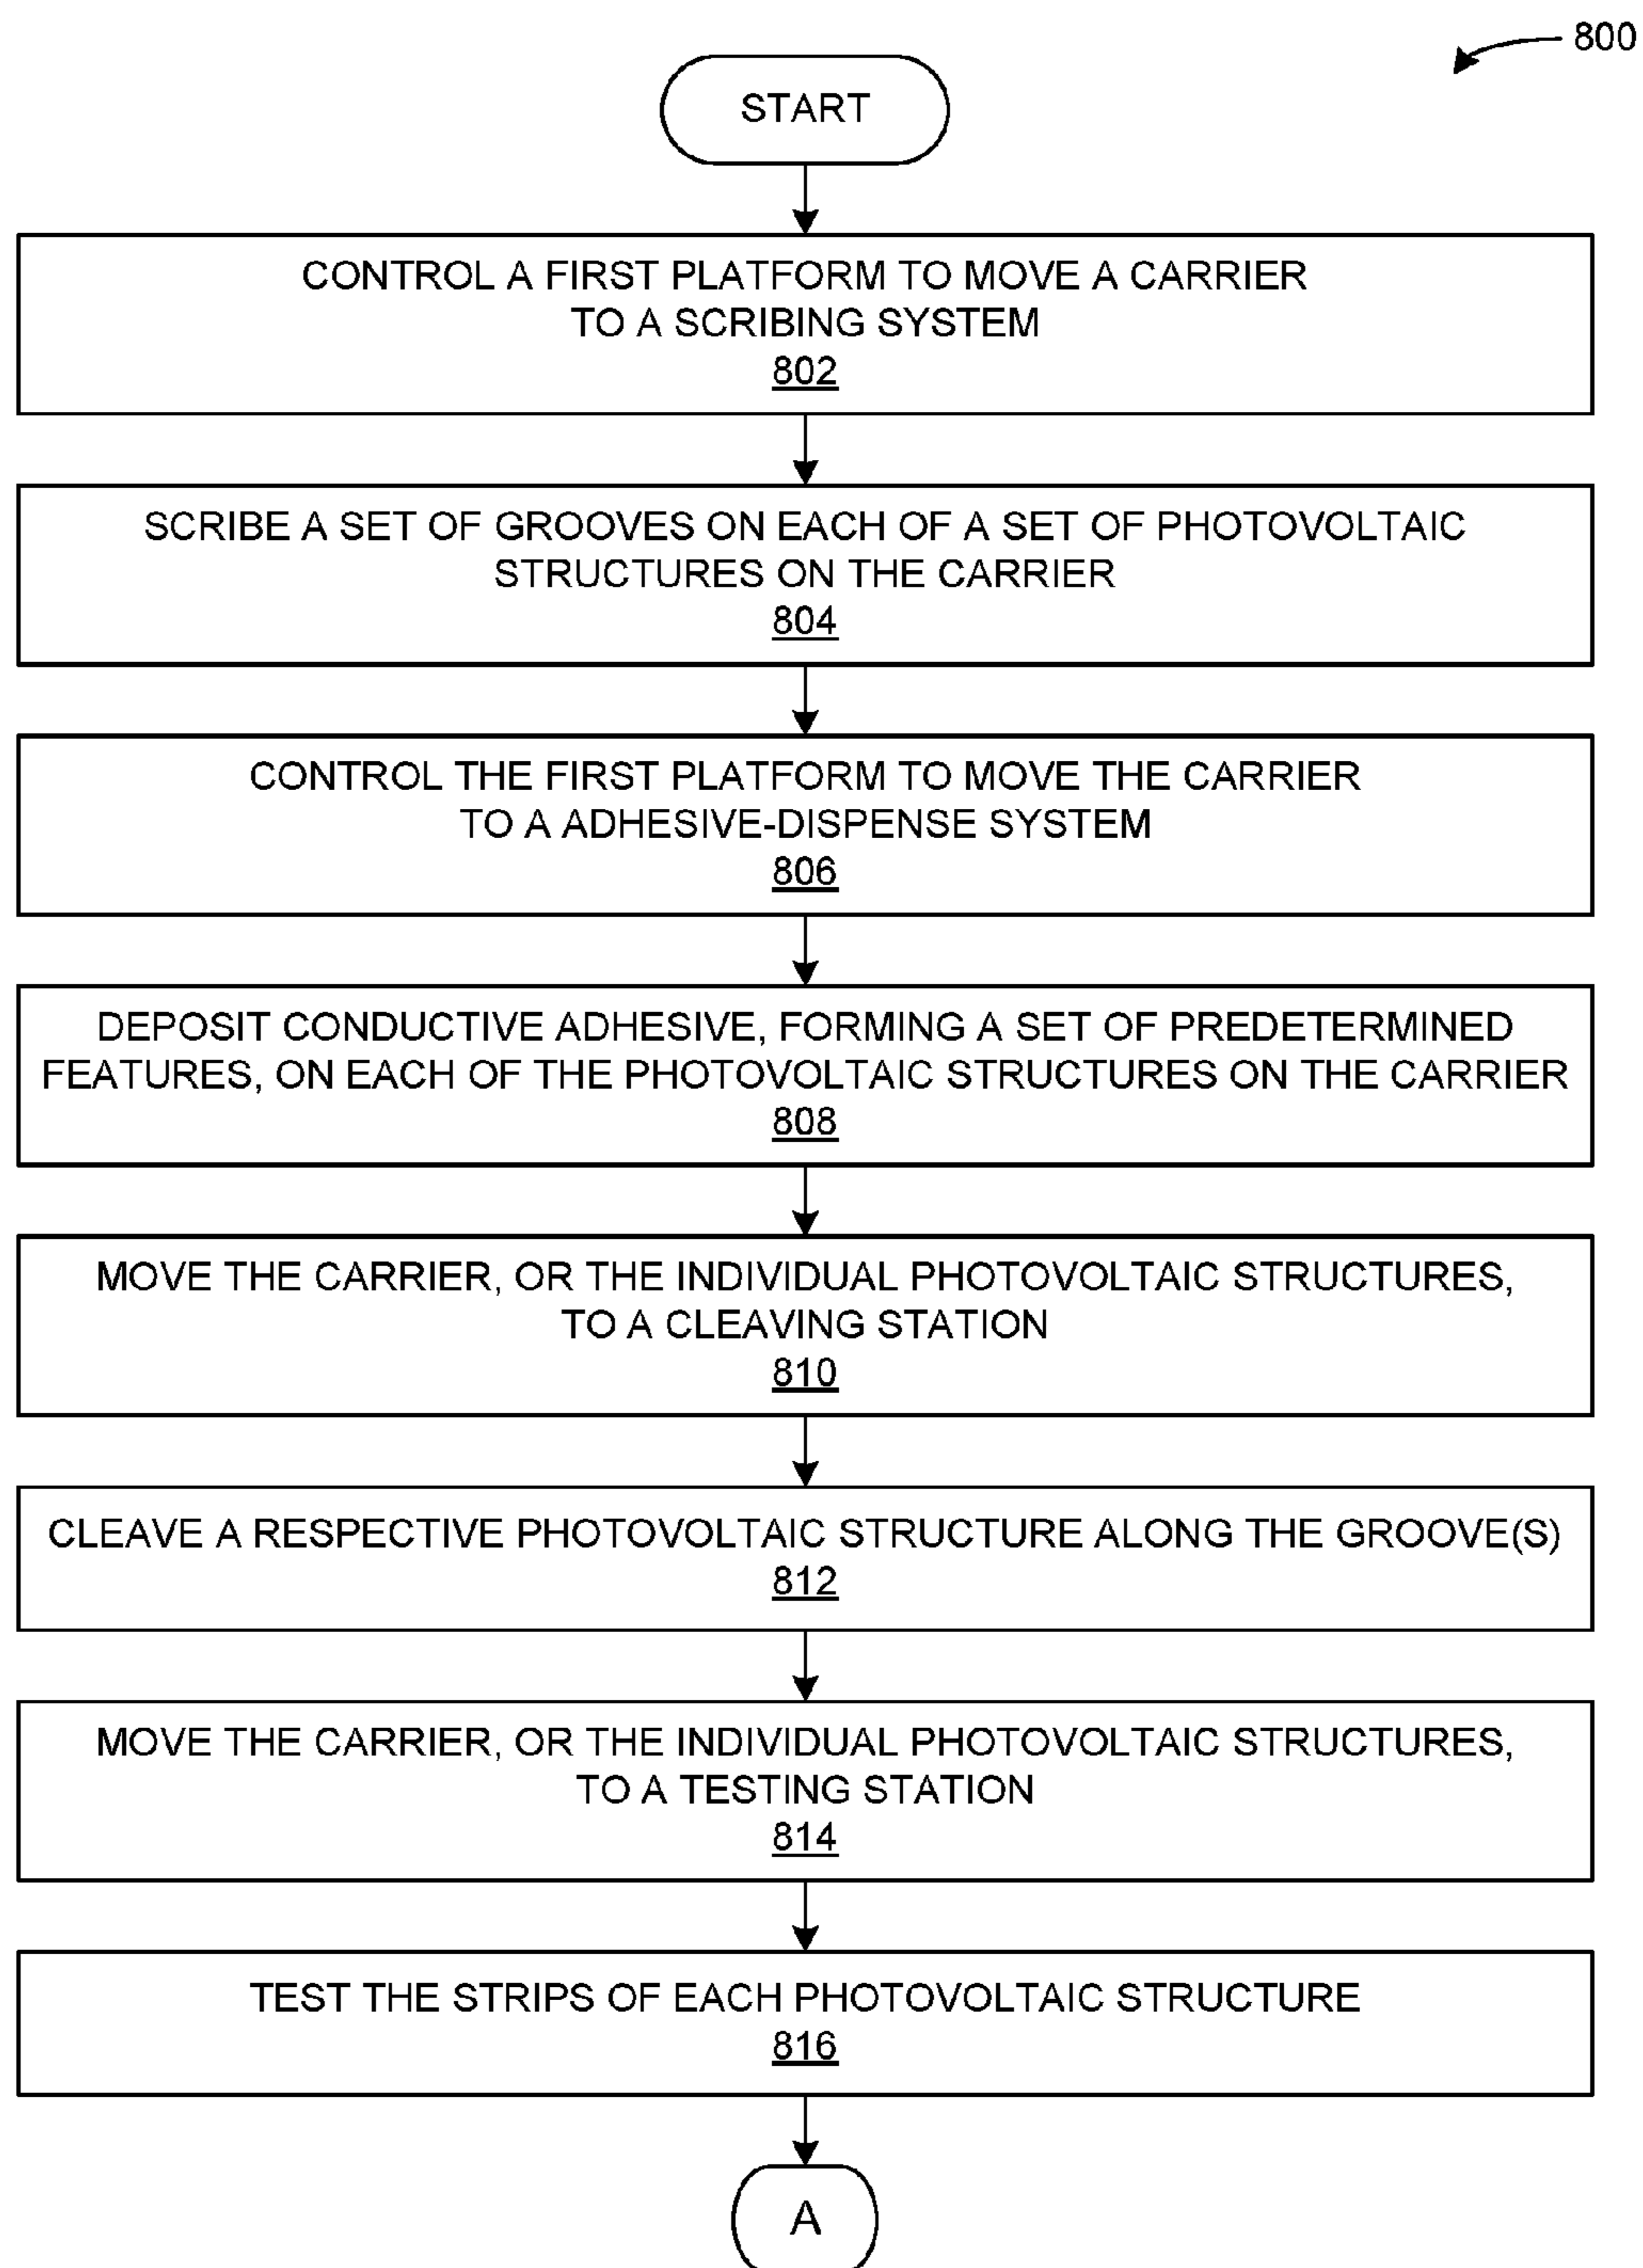 800
START
CONTROL A FIRST PLATFORM TO MOVE A CARRIER
TO A SCRIBING SYSTEM
802
SCRIBE A SET OF GROOVES ON EACH OF A SET OF PHOTOVOLTAIC
STRUCTURES ON THE CARRIER
804
CONTROL THE FIRST PLATFORM TO MOVE THE CARRIER
TO A ADHESIVE-DISPENSE SYSTEM
806
DEPOSIT CONDUCTIVE ADHESIVE, FORMING A SET OF PREDETERMINED
FEATURES, ON EACH OF THE PHOTOVOLTAIC STRUCTURES ON THE CARRIER
808
MOVE THE CARRIER, OR THE INDIVIDUAL PHOTOVOLTAIC STRUCTURES,
TO A CLEAVING STATION
810
CLEAVE A RESPECTIVE PHOTOVOLTAIC STRUCTURE ALONG THE GROOVE(S)
812
MOVE THE CARRIER, OR THE INDIVIDUAL PHOTOVOLTAIC STRUCTURES,
TO A TESTING STATION
814
TEST THE STRIPS OF EACH PHOTOVOLTAIC STRUCTURE
816
A